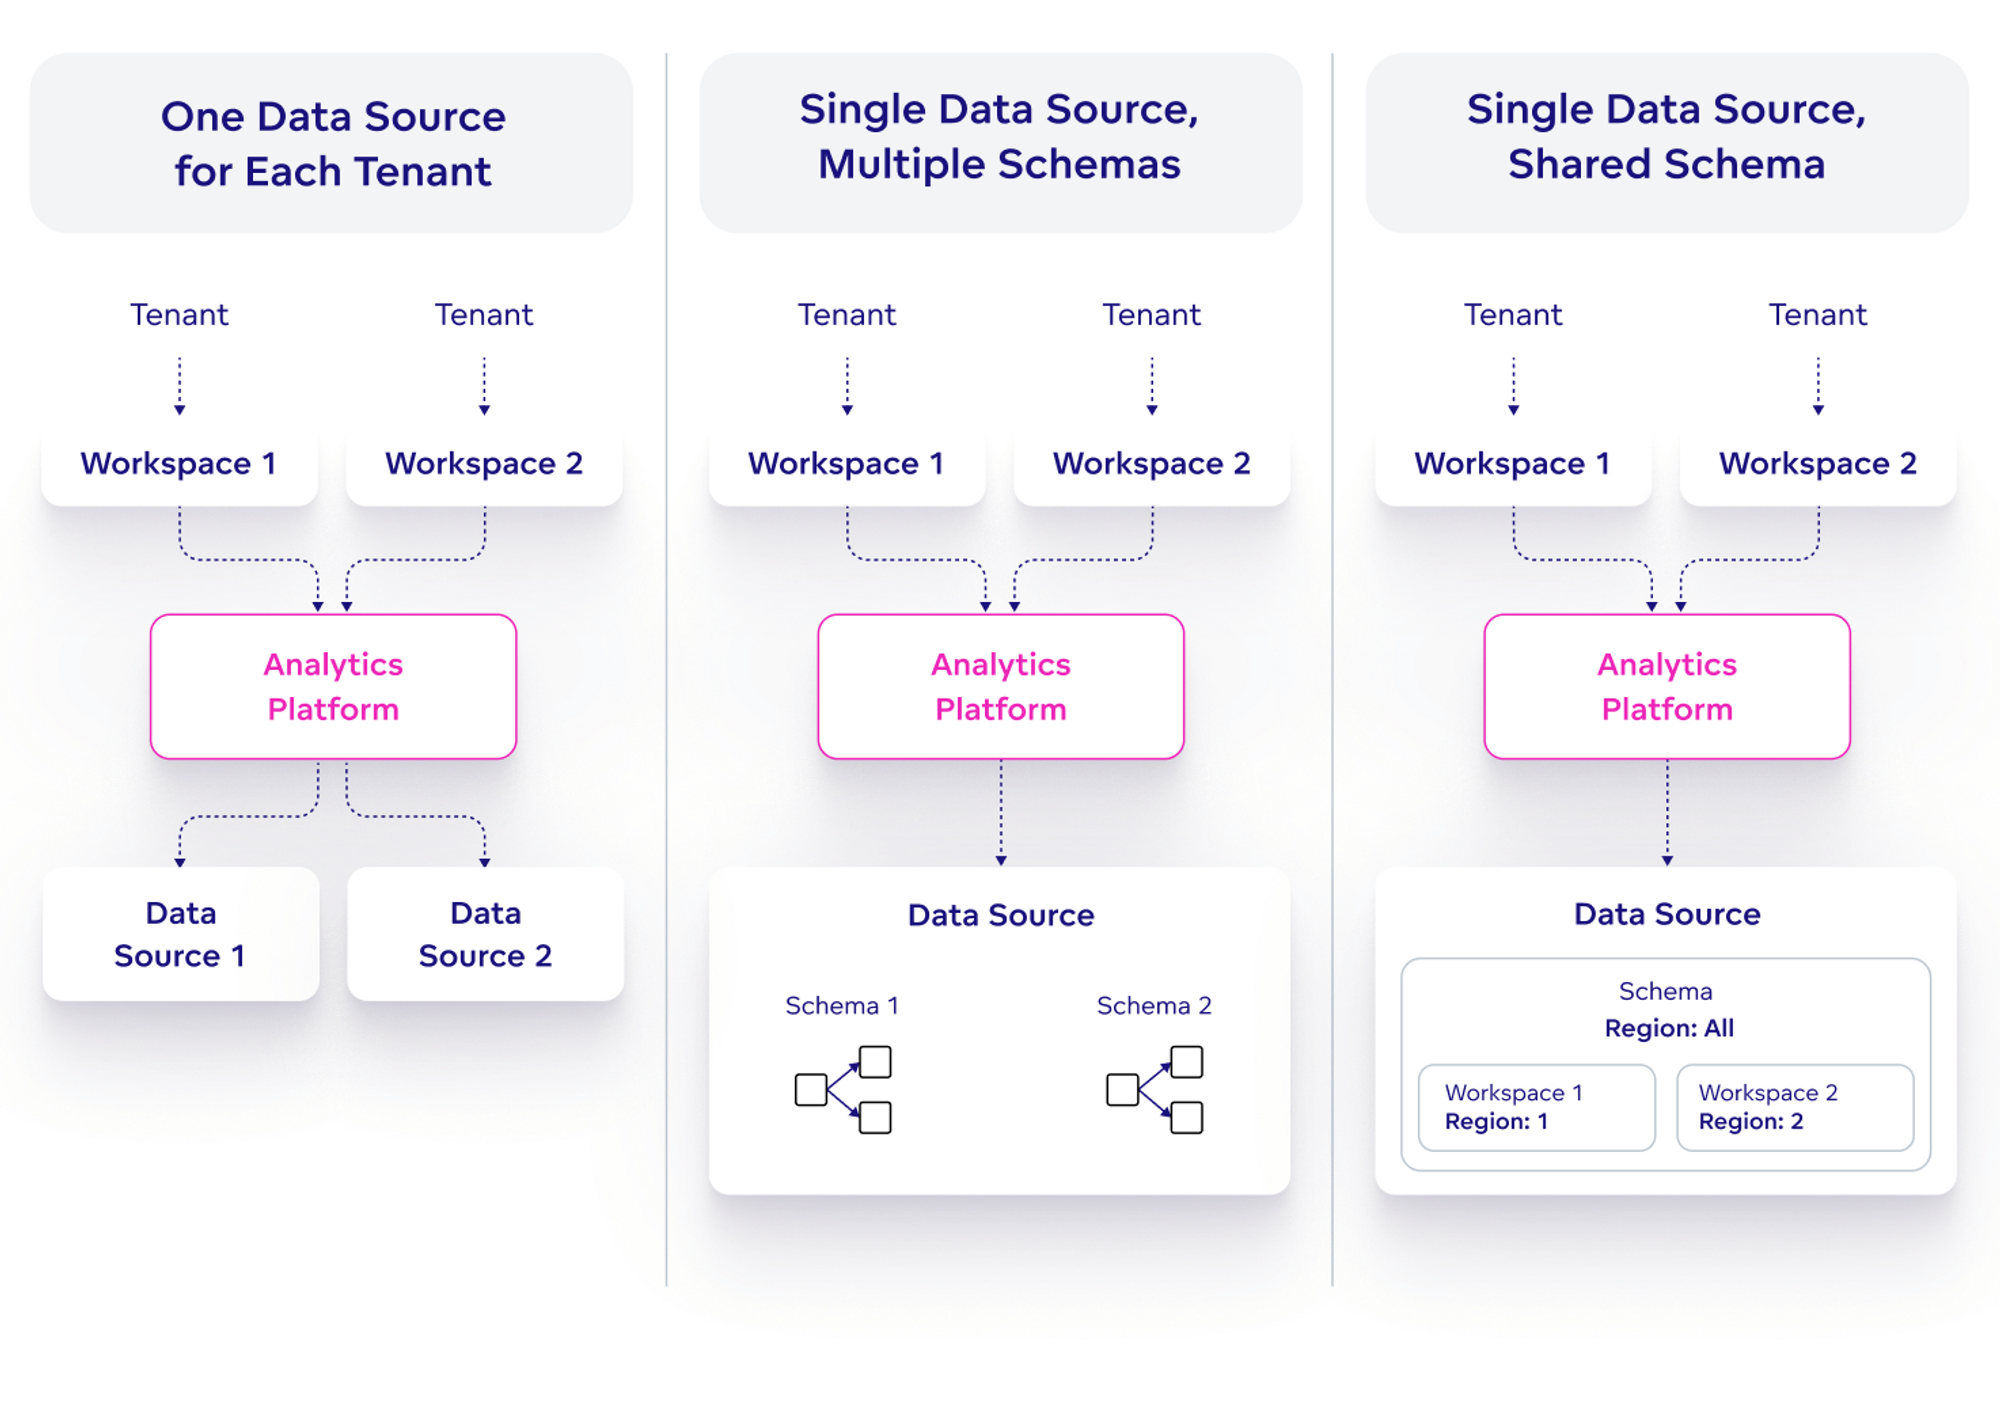 One Data Source
for Each Tenant
Tenant
Tenant
Workspace 1
Workspace 2
Analytics
Platform
Data
Source 1
Data
Source 2
Single Data Source,
Multiple Schemas
Tenant
Tenant
Workspace 1
Workspace 2
Analytics
Platform
Data Source
Schema 1
Schema 2
Single Data Source,
Shared Schema
Tenant
Tenant
Workspace 1
Workspace 2
Analytics
Platform
Data Source
Schema
Region: All
Workspace 1
Region: 1
Workspace 2
Region: 2